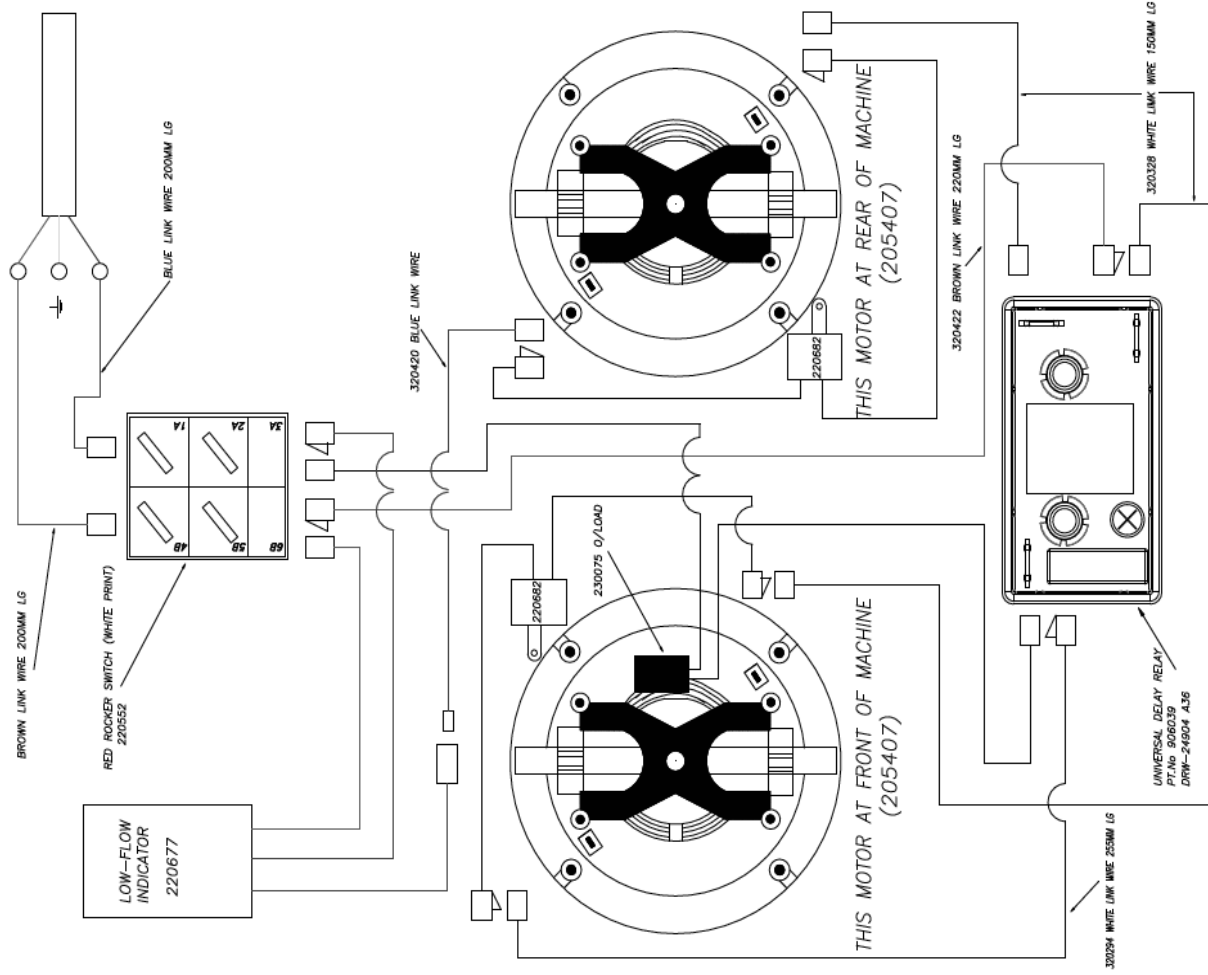 BROWN LINK WIRE 200MM LG
BLUE LINK WIRE 200MM LG
RED ROCKER SWITCH (WHITE PRINT)
220552
1A
2A
3A
4B
5B
6B
LOW-FLOW
INDICATOR
220677
320420 BLUE LINK WIRE
220682
230075 O/LOAD
THIS MOTOR AT FRONT OF MACHINE
(205407)
220682
THIS MOTOR AT REAR OF MACHINE
(205407)
320422 BROWN LINK WIRE 220MM LG
320328 WHITE LIMK WIRE 150MM LG
320294 WHITE LINK WIRE 255MM LG
UNIVERSAL DELAY RELAY
PT.No 906039
DRW-24904 A36